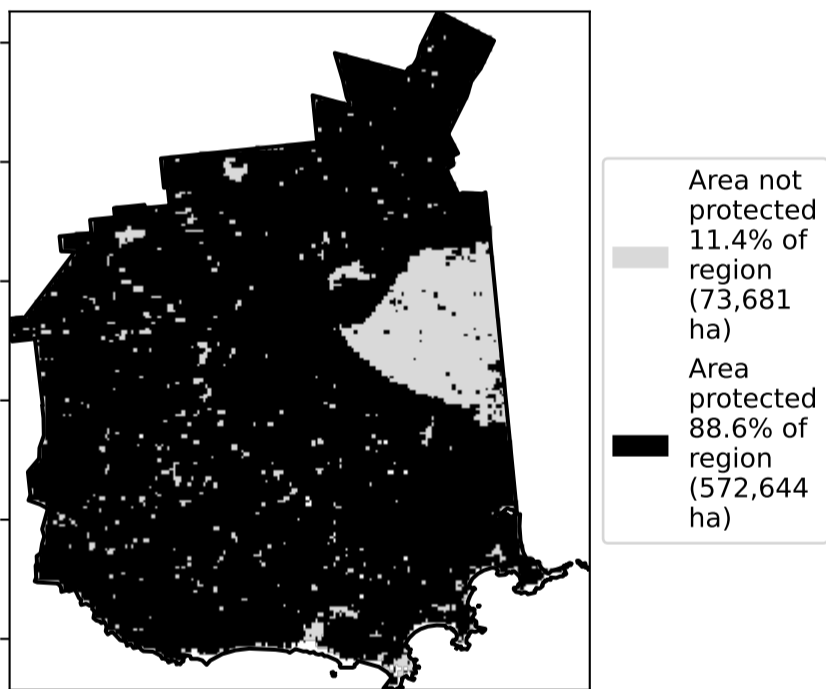 Area not
protected
11.4% of
region
(73,681
ha)
Area
protected
88.6% of
region
(572,644
ha)